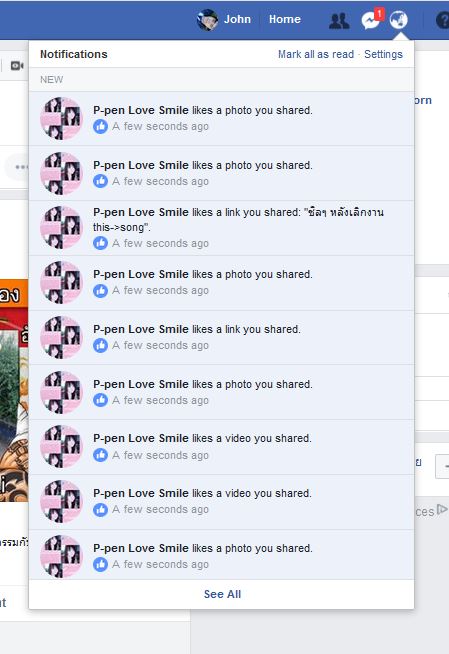 John Home 1
Notifications Mark all as read · Settings
NEW
P-pen Love Smile likes a photo you shared.
A few seconds ago
P-pen Love Smile likes a photo you shared.
A few seconds ago
P-pen Love Smile likes a link you shared: "ชิลๆ หลังเลิกงาน
this->song".
A few seconds ago
P-pen Love Smile likes a photo you shared.
A few seconds ago
P-pen Love Smile likes a link you shared.
A few seconds ago
P-pen Love Smile likes a photo you shared.
A few seconds ago
P-pen Love Smile likes a video you shared.
A few seconds ago
P-pen Love Smile likes a video you shared.
A few seconds ago
P-pen Love Smile likes a photo you shared.
A few seconds ago
See All